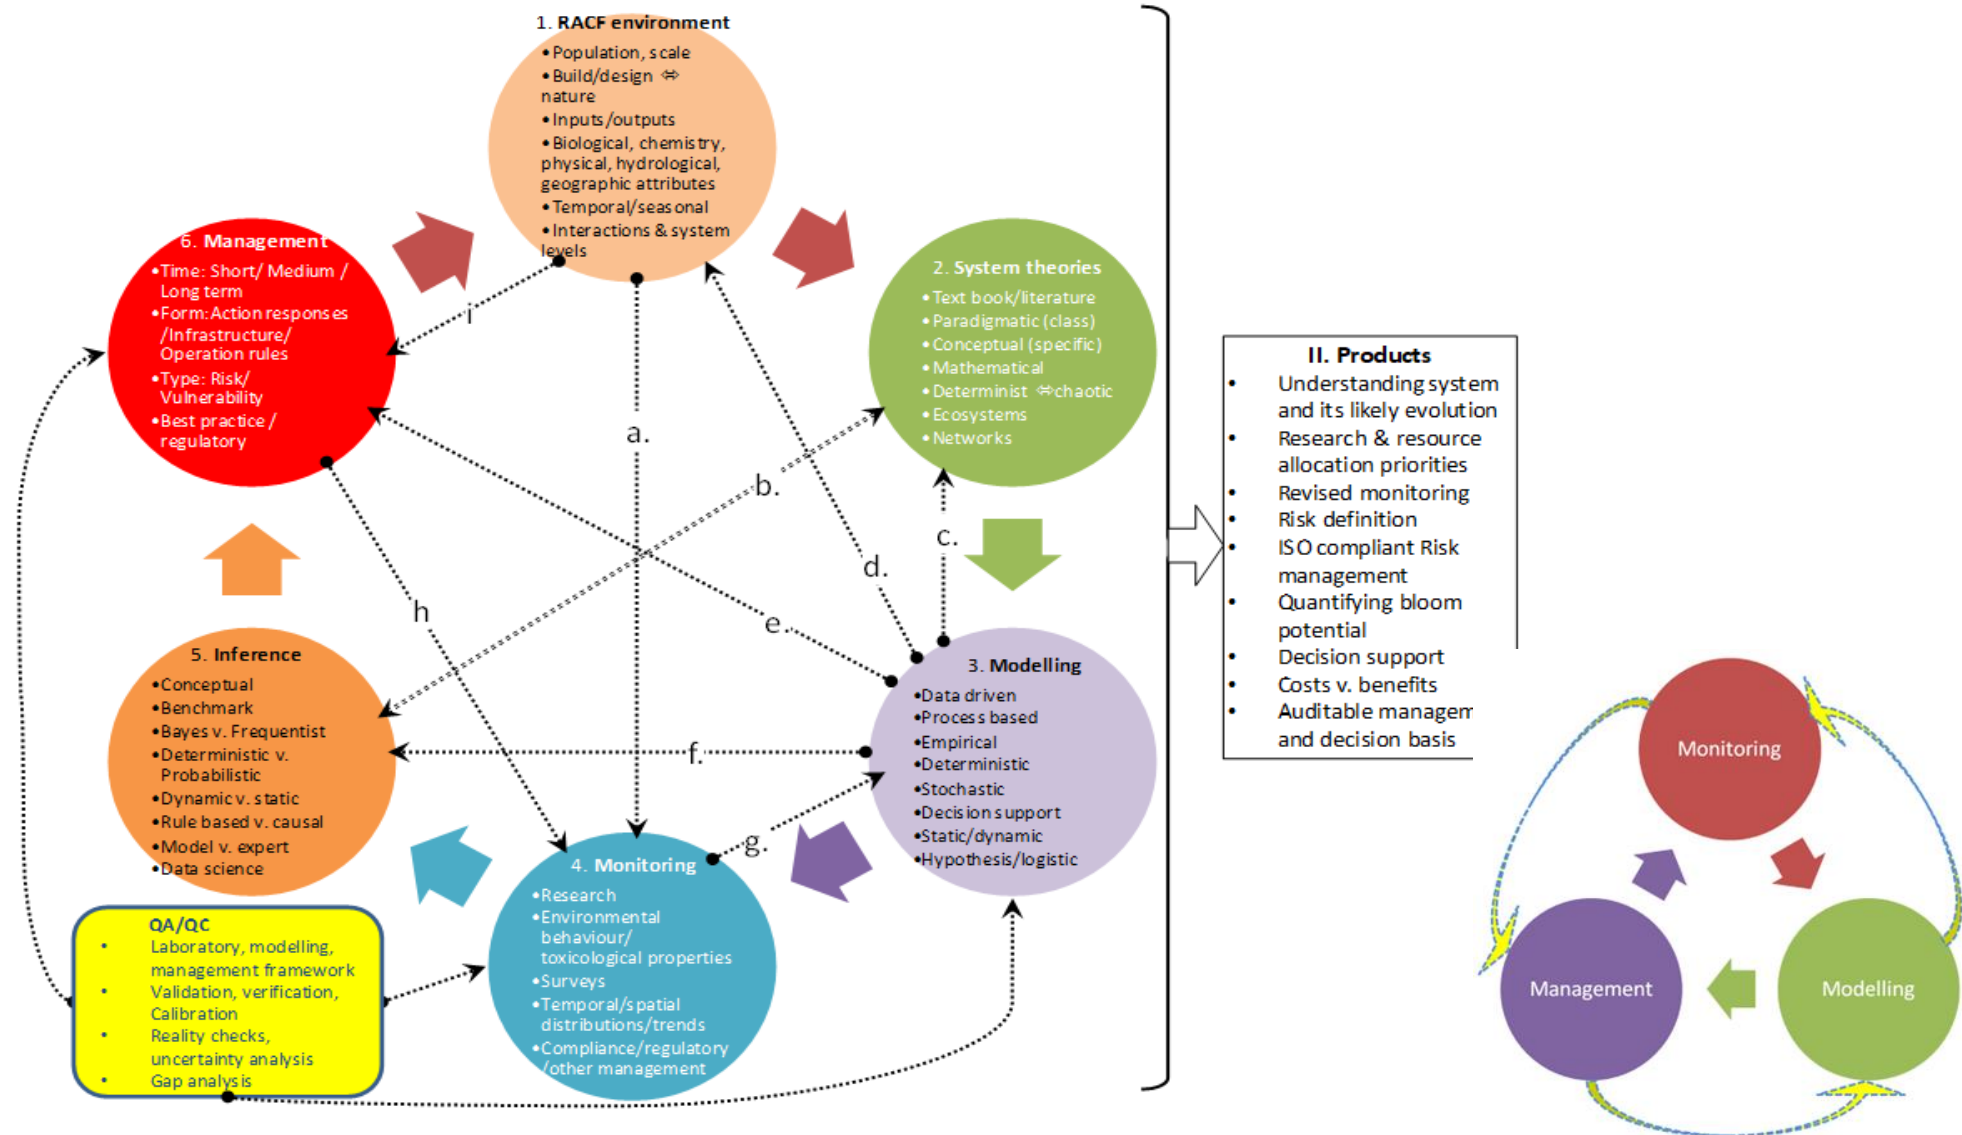 1. RACF environment
•Population, scale
•Build/design ⇔
nature
•Inputs/outputs
•Biological, chemistry,
physical, hydrological,
geographic attributes
•Temporal/seasonal
•Interactions & system
levels
6. Management
•Time: Short/ Medium /
Long term
•Form:Action responses
/Infrastructure/
Operation rules
•Type: Risk/
Vulnerability
•Best practice /
regulatory
2. System theories
•Text book/literature
•Paradigmatic (class)
•Conceptual (specific)
•Mathematical
•Determinist ⇔chaotic
•Ecosystems
•Networks
i
a.
b.
c.
d.
e.
h
f.
g.
5. Inference
•Conceptual
•Benchmark
•Bayes v. Frequentist
•Deterministic v.
Probabilistic
•Dynamic v. static
•Rule based v. causal
•Model v. expert
•Data science
3. Modelling
•Data driven
•Process based
•Empirical
•Deterministic
•Stochastic
•Decision support
•Static/dynamic
•Hypothesis/logistic
4. Monitoring
•Research
•Environmental
behaviour/
toxicological properties
•Surveys
•Temporal/spatial
distributions/trends
•Compliance/regulatory
/other management
QA/QC
• Laboratory, modelling,
management framework
• Validation, verification,
Calibration
• Reality checks,
uncertainty analysis
• Gap analysis
II. Products
• Understanding system
and its likely evolution
• Research & resource
allocation priorities
• Revised monitoring
• Risk definition
• ISO compliant Risk
management
• Quantifying bloom
potential
• Decision support
• Costs v. benefits
• Auditable managem
and decision basis
Monitoring
Management
Modelling